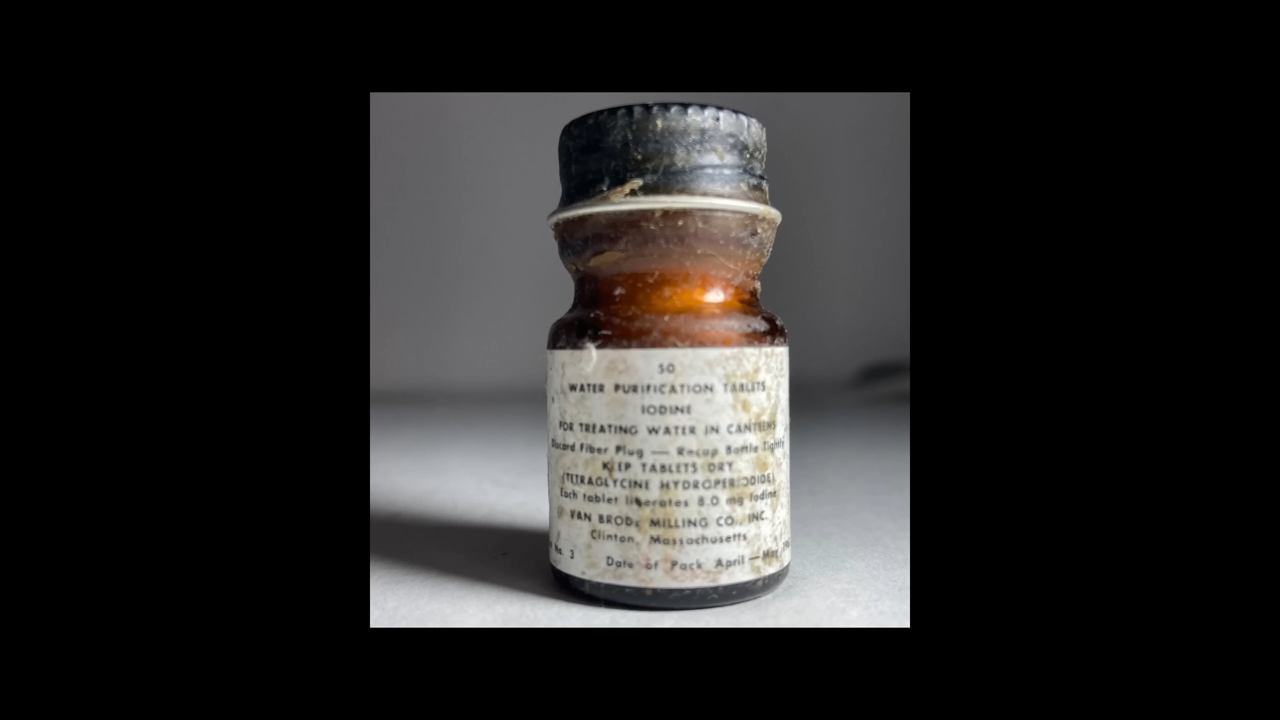 50
WATER PURIFICATION TABLETS
IODINE
FOR TREATING WATER IN CANTEENS
Discard Fiber Plug — Recap Bottle Tightly
KEEP TABLETS DRY
(TETRAGLYCINE HYDROPERIODIDE)
Each tablet liberates 8.0 mg Iodine
VAN BRODE MILLING CO., INC.
Clinton, Massachusetts
No. 3 Date of Pack April — May